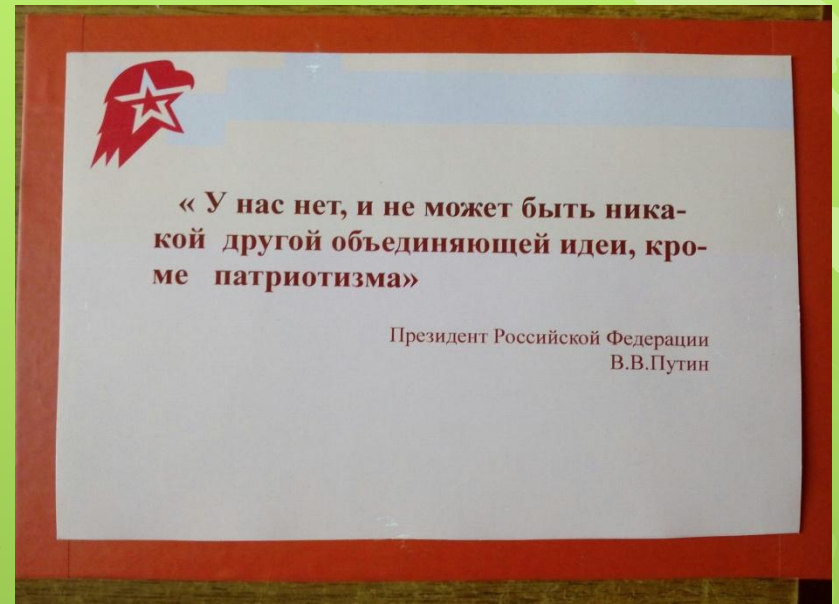 « У нас нет, и не может быть ника-
кой другой объединяющей идеи, кро-
ме патриотизма»
Президент Российской Федерации
В.В.Путин